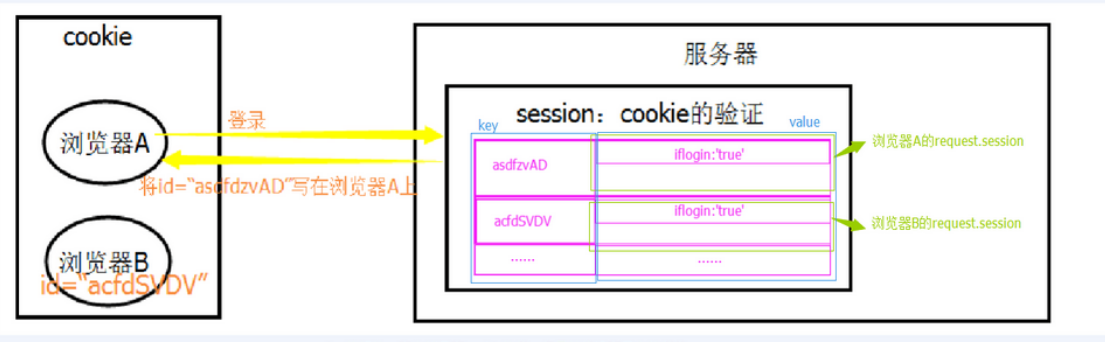 cookie
浏览器A
登录
将id=“ascfdzvAD”写在浏览器A上
浏览器B
id=“acfdSVDV”
服务器
session：cookie的验证
key
value
asdfzvAD
iflogin:'true'
浏览器A的request.session
acfdSVDV
iflogin:'true'
浏览器B的request.session
......
......